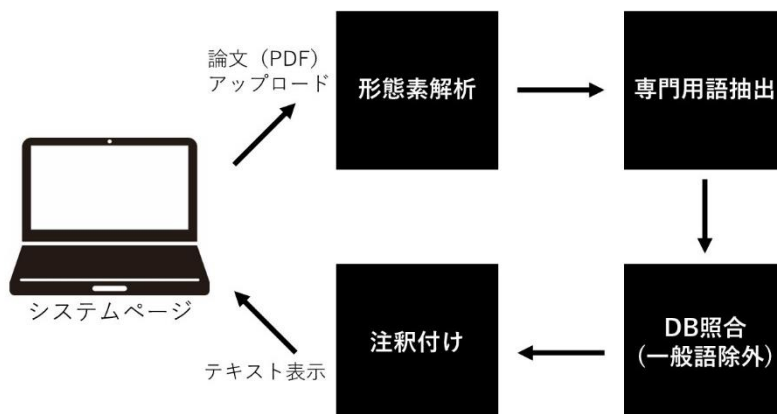 論文（PDF）
アップロード
形態素解析
専門用語抽出
システムページ
テキスト表示
注釈付け
DB照合
（一般語除外）